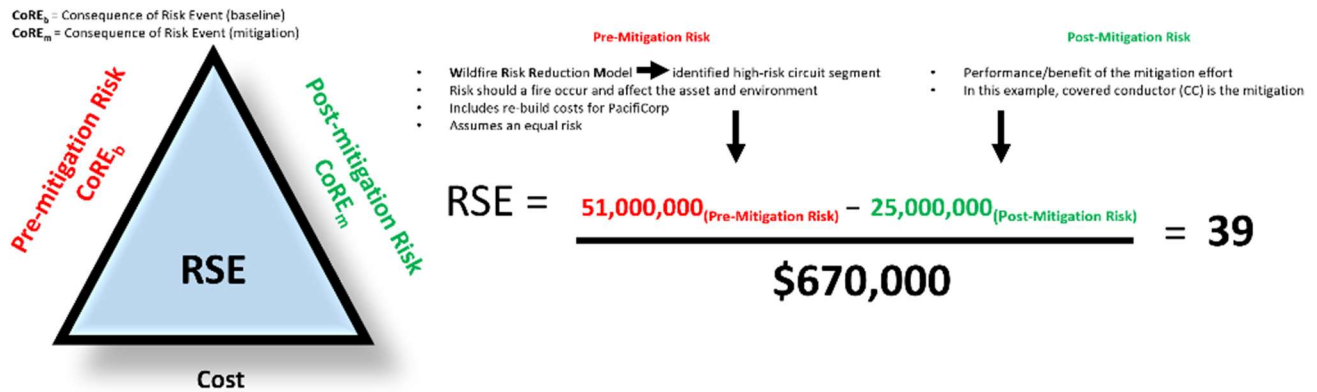 CoREb = Consequence of Risk Event (baseline)
CoREm = Consequence of Risk Event (mitigation)
Pre-mitigation Risk
CoREb
Post-mitigation Risk
CoREm
RSE
Cost
Pre-Mitigation Risk
• Wildfire Risk Reduction Model identified high-risk circuit segment
• Risk should a fire occur and affect the asset and environment
• Includes re-build costs for PacifiCorp
• Assumes an equal risk
Post-Mitigation Risk
• Performance/benefit of the mitigation effort
• In this example, covered conductor (CC) is the mitigation
RSE = 51,000,000(Pre-Mitigation Risk) – 25,000,000(Post-Mitigation Risk) = 39
$670,000